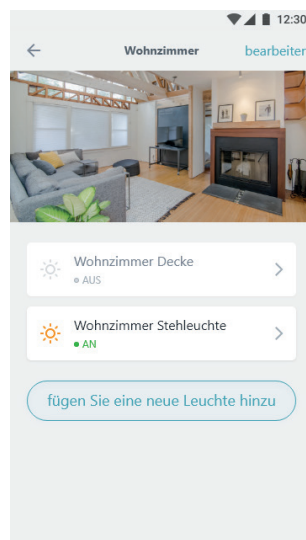 12:30
Wohnzimmer
bearbeiten
Wohnzimmer Decke
AUS
Wohnzimmer Stehleuchte
AN
fügen Sie eine neue Leuchte hinzu